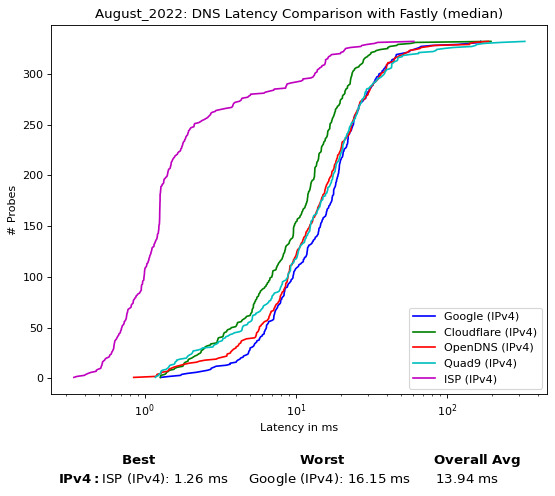 August_2022: DNS Latency Comparison with Fastly (median)
# Probes
300
250
200
150
100
50
0
10^0
10^1
10^2
Latency in ms
Google (IPv4)
Cloudflare (IPv4)
OpenDNS (IPv4)
Quad9 (IPv4)
ISP (IPv4)
Best Worst Overall Avg
IPv4: ISP (IPv4): 1.26 ms Google (IPv4): 16.15 ms 13.94 ms